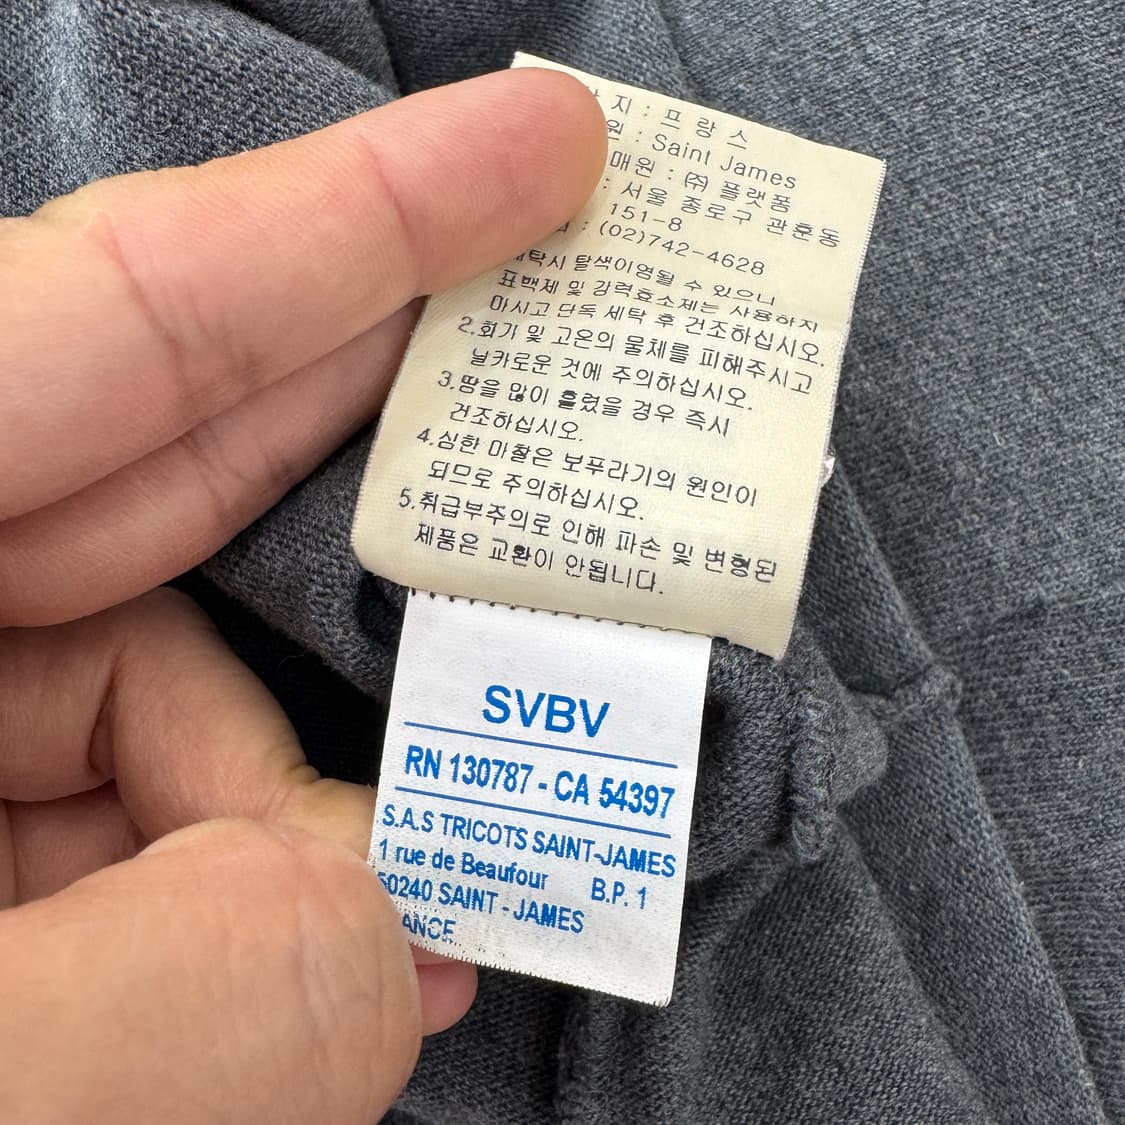 지 : 프랑스
원 : Saint James
매원 : ㈜ 플랫폼
: 서울 종로구 관훈동
151-8
: (02)742-4628
탁시 탈색이염될 수 있으니
표백제 및 강력효소제는 사용하지
마시고 단독 세탁 후 건조하십시오.
2.화기 및 고온의 물체를 피해주시고
날카로운 것에 주의하십시오.
3.땀을 많이 흘렸을 경우 즉시
건조하십시오.
4.심한 마찰은 보푸라기의 원인이
되므로 주의하십시오.
5.취급부주의로 인해 파손 및 변형된
제품은 교환이 안됩니다.
SVBV
RN 130787 - CA 54397
S.A.S TRICOTS SAINT-JAMES
1 rue de Beaufour B.P. 1
50240 SAINT - JAMES
ANCE